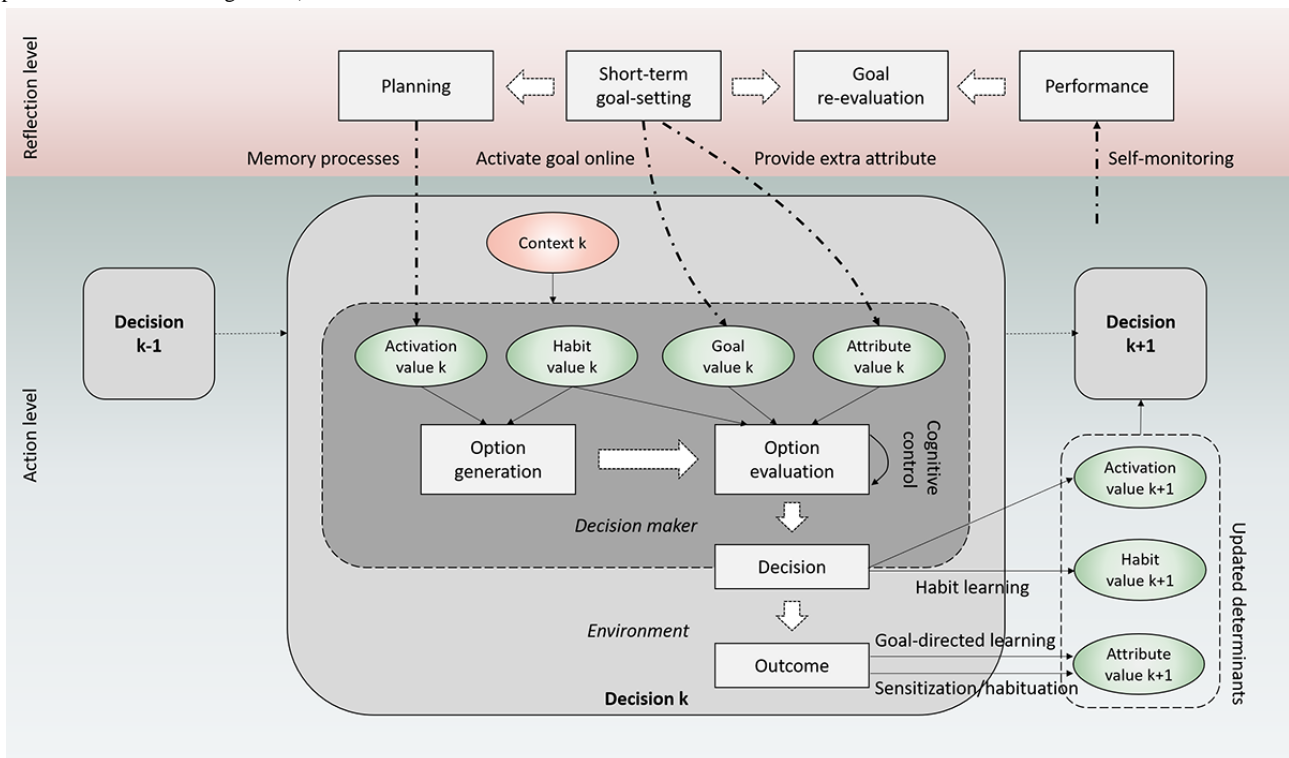 Reflection level
Planning
Short-term
goal-setting
Goal
re-evaluation
Performance
Memory processes
Activate goal online
Provide extra attribute
Self-monitoring
Action level
Context k
Decision
k-1
Activation
value k
Habit
value k
Goal
value k
Attribute
value k
Decision
k+1
Option
generation
Option
evaluation
Cognitive
control
Decision maker
Decision
Habit learning
Environment
Outcome
Goal-directed learning
Sensitization/habituation
Decision k
Activation
value k+1
Habit
value k+1
Attribute
value k+1
Updated determinants